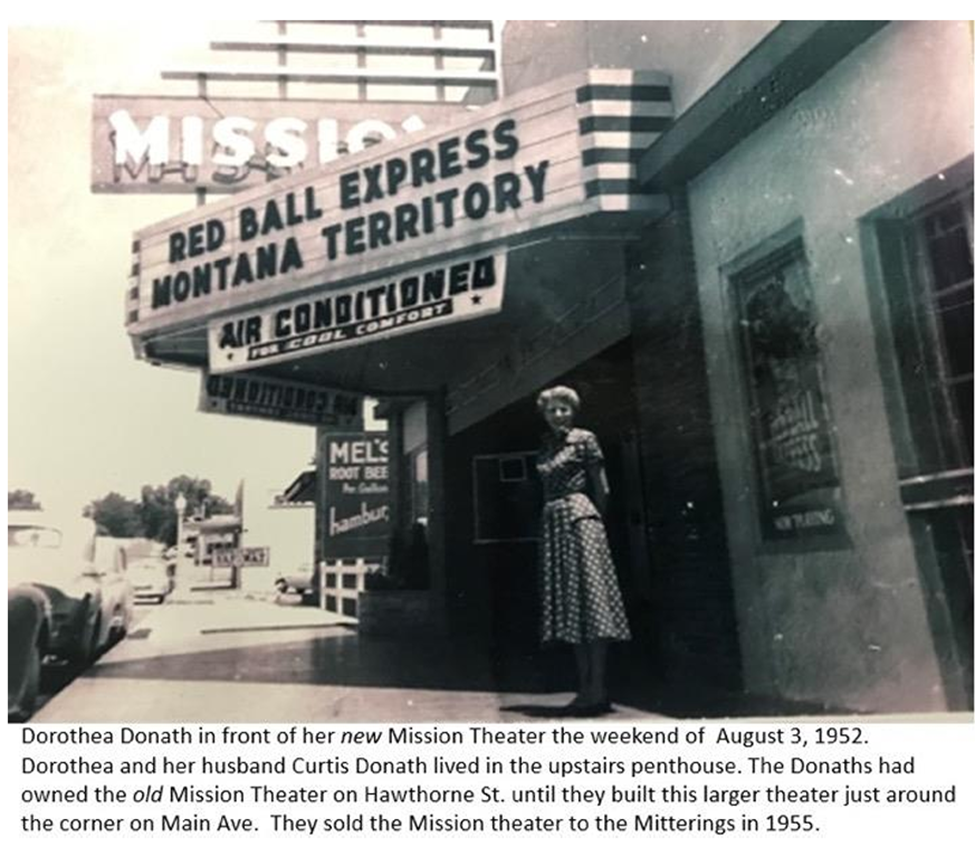 MISSION
RED BALL EXPRESS
MONTANA TERRITORY
AIR CONDITIONED
FOR COOL COMFORT
CONDITIONED
MEL'S
ROOT BEE
Per Gallon
hambur
NOW PLAYING
Dorothea Donath in front of her new Mission Theater the weekend of August 3, 1952.
Dorothea and her husband Curtis Donath lived in the upstairs penthouse. The Donaths had
owned the old Mission Theater on Hawthorne St. until they built this larger theater just around
the corner on Main Ave. They sold the Mission theater to the Mitterings in 1955.